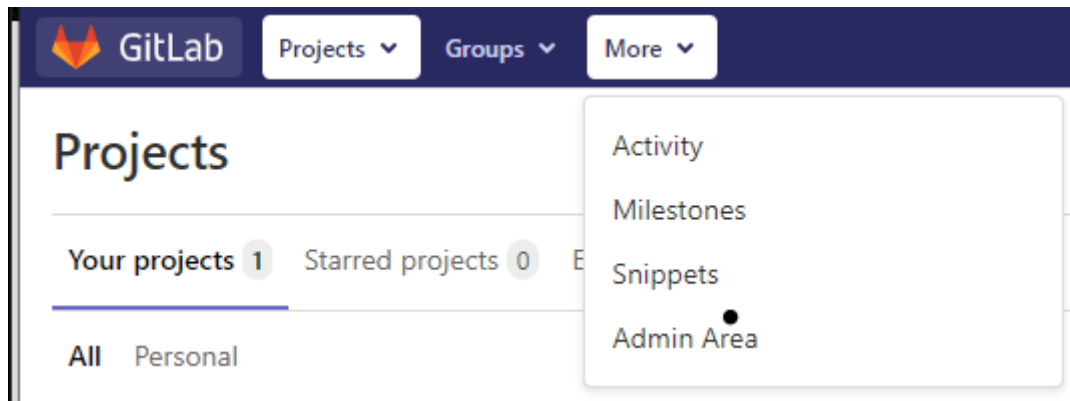 GitLab Projects Groups More
Projects
Activity
Milestones
Your projects 1 Starred projects 0
Snippets
Admin Area
All Personal